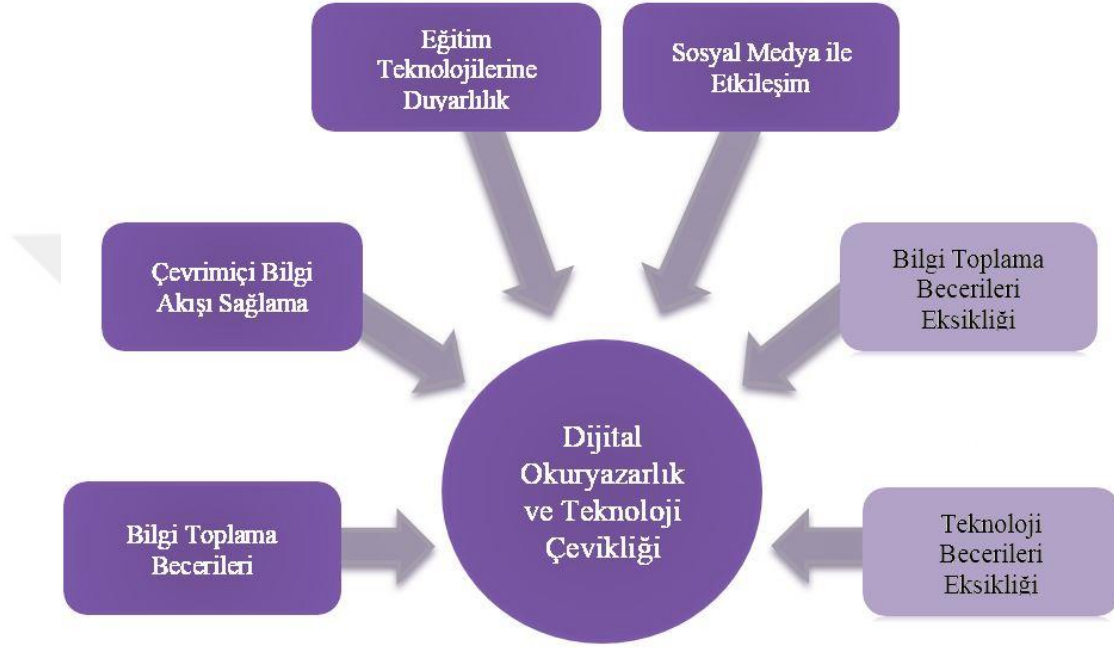 Eğitim
Teknolojilerine
Duyarlılık
Sosyal Medya ile
Etkileşim
Çevrimiçi Bilgi
Akışı Sağlama
Bilgi Toplama
Becerileri
Eksikliği
Dijital
Okuryazarlık
ve Teknoloji
Çevikliği
Bilgi Toplama
Becerileri
Teknoloji
Becerileri
Eksikliği